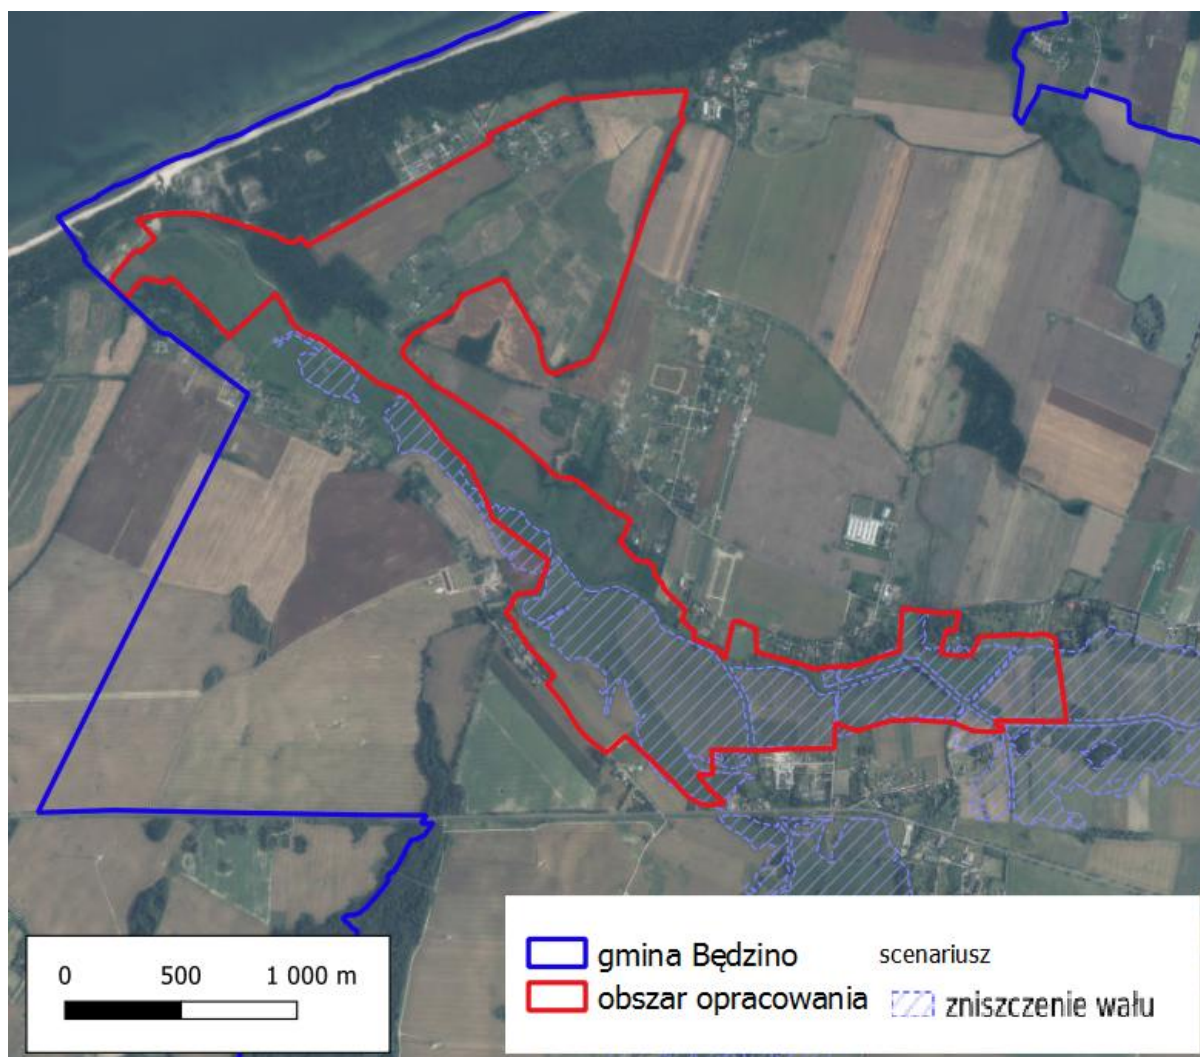 0 500 1 000 m
gmina Będzino
obszar opracowania
scenariusz
zniszczenie wału